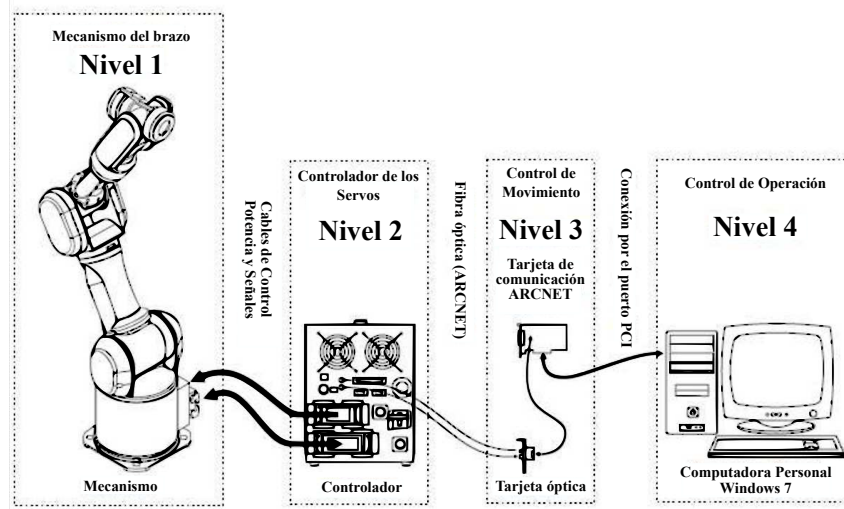 Mecanismo del brazo
Nivel 1
Mecanismo
Cables de Control
Potencia y Señales
Controlador de los
Servos
Nivel 2
Controlador
Fibra óptica (ARCNET)
Control de
Movimiento
Nivel 3
Tarjeta de
comunicación
ARCNET
Tarjeta óptica
Conexión por el puerto PCI
Control de Operación
Nivel 4
Computadora Personal
Windows 7